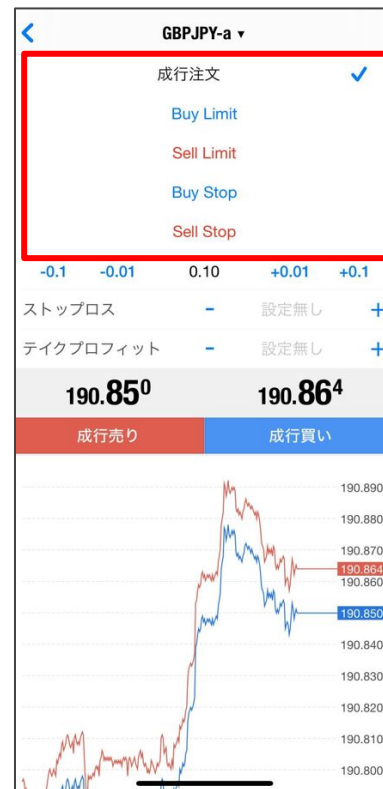 GBPJPY-a ▾
成行注文 ✓
Buy Limit
Sell Limit
Buy Stop
Sell Stop
-0.1 -0.01 0.10 +0.01 +0.1
ストップロス - 設定無し +
テイクプロフィット - 設定無し +
190.850 190.864
成行売り 成行買い
190.890
190.880
190.870
190.864
190.860
190.850
190.840
190.830
190.820
190.810
190.800